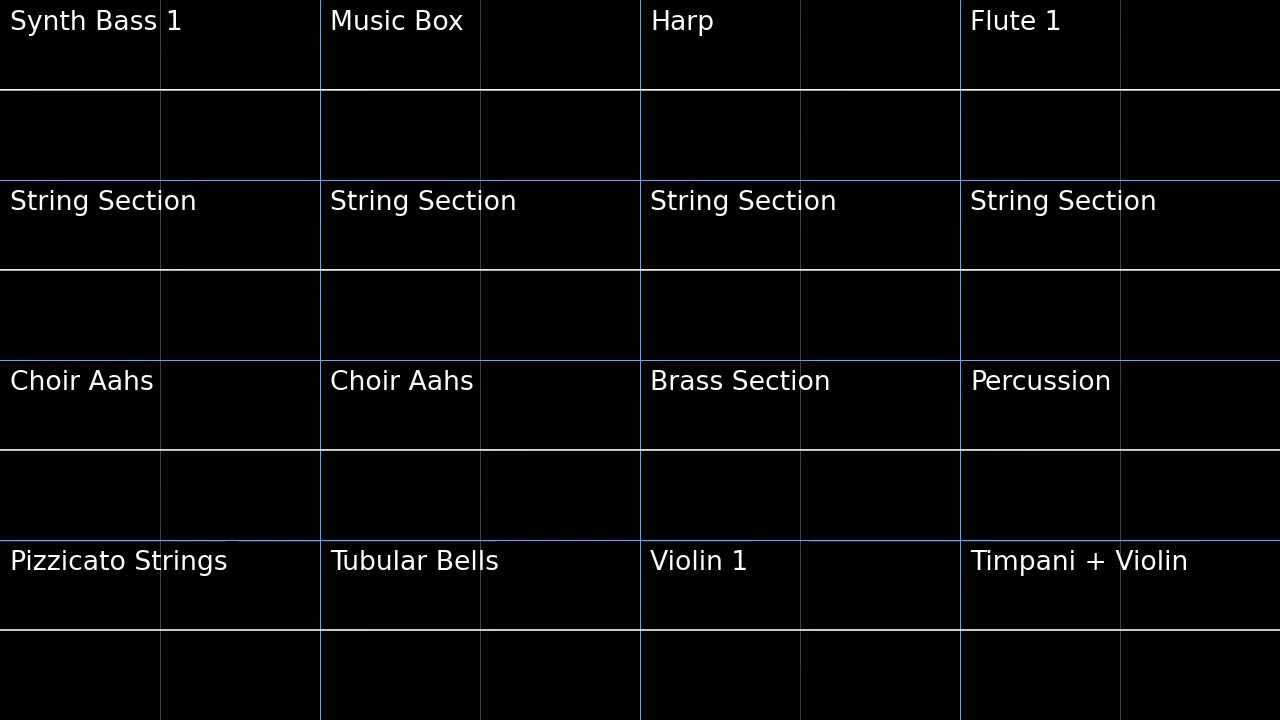 Synth Bass 1
Music Box
Harp
Flute 1
String Section
String Section
String Section
String Section
Choir Aahs
Choir Aahs
Brass Section
Percussion
Pizzicato Strings
Tubular Bells
Violin 1
Timpani + Violin